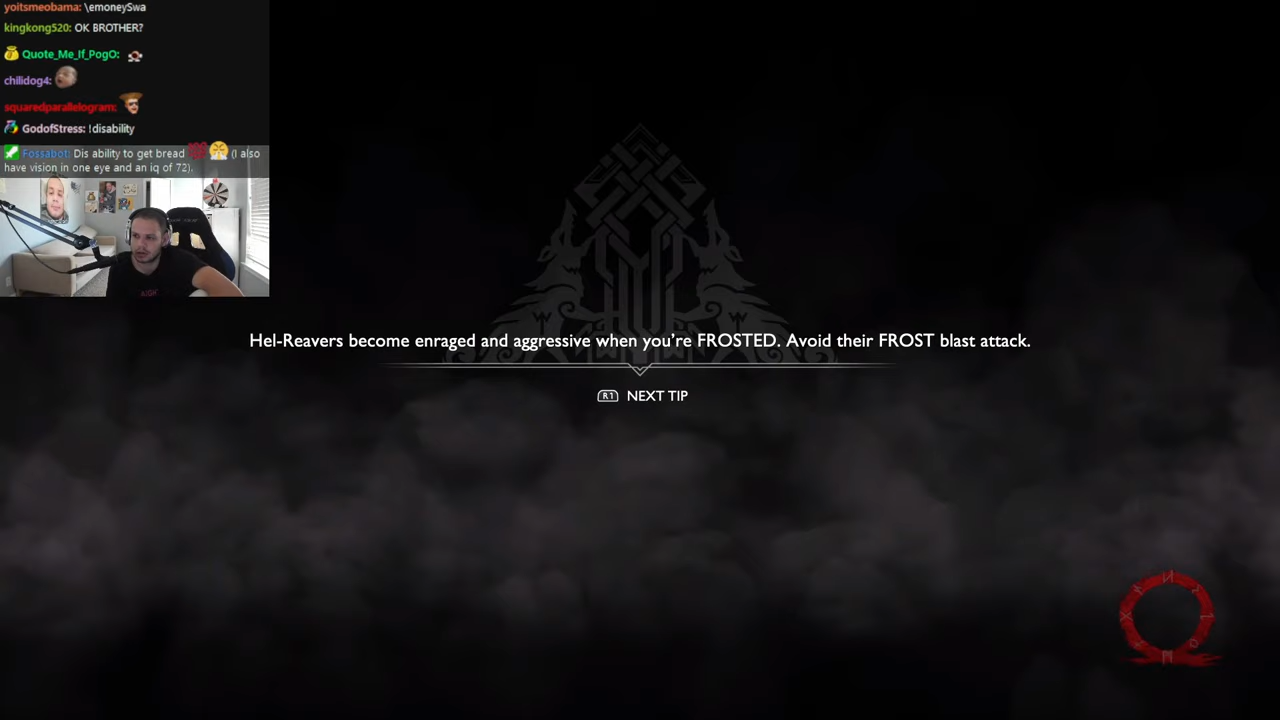 yoitsmeobama: \emoneySwa
kingkong520: OK BROTHER?
Quote_Me_If_PogO:
chilidog4:
squaredparallelogram:
GodofStress: !disability
Fossabot: Dis ability to get bread 💯😤 (I also
have vision in one eye and an iq of 72).
Hel-Reavers become enraged and aggressive when you're FROSTED. Avoid their FROST blast attack.
R1 NEXT TIP